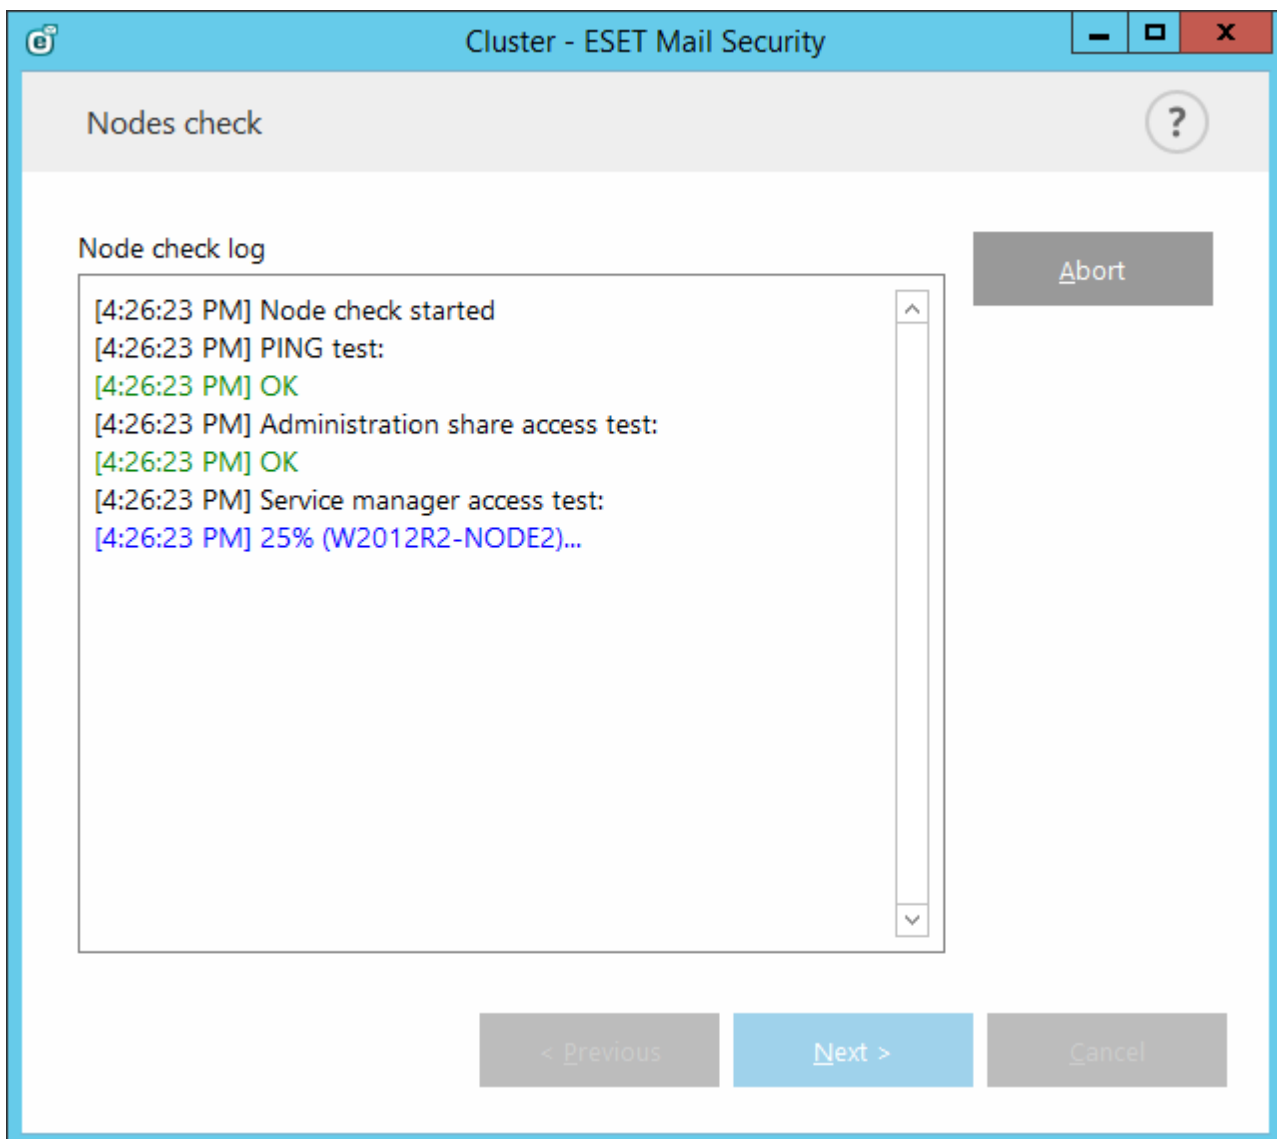 Cluster - ESET Mail Security
Nodes check
?
Node check log
Abort
[4:26:23 PM] Node check started
[4:26:23 PM] PING test:
[4:26:23 PM] OK
[4:26:23 PM] Administration share access test:
[4:26:23 PM] OK
[4:26:23 PM] Service manager access test:
[4:26:23 PM] 25% (W2012R2-NODE2)...
< Previous
Next >
Cancel